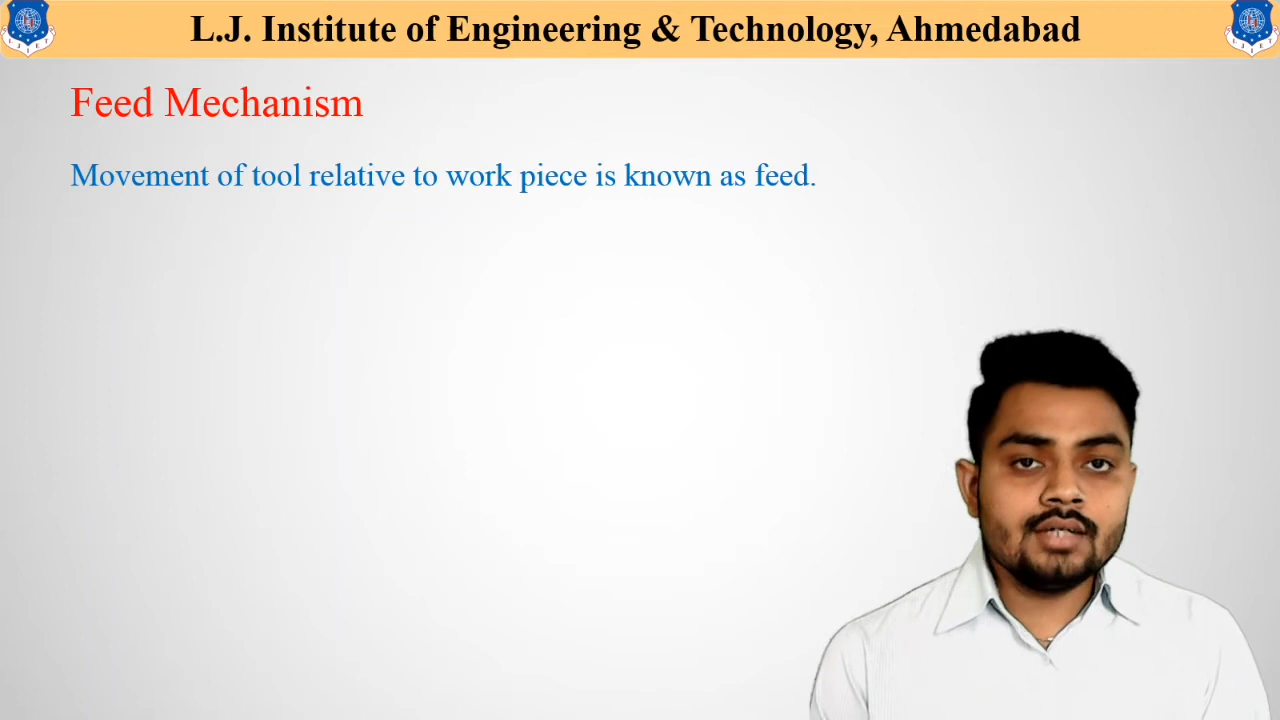 L.J. Institute of Engineering & Technology, Ahmedabad
Feed Mechanism
Movement of tool relative to work piece is known as feed.